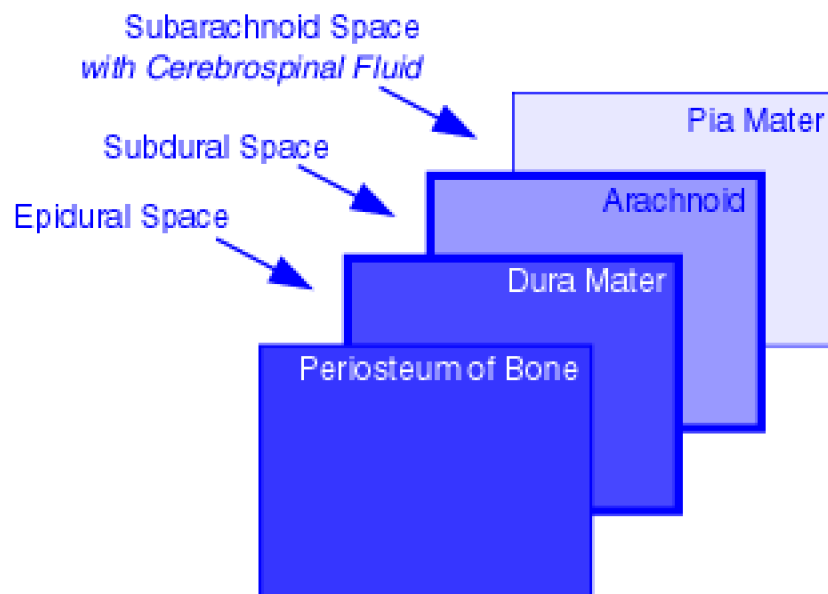 Subarachnoid Space
with Cerebrospinal Fluid
Pia Mater
Subdural Space
Arachnoid
Epidural Space
Dura Mater
Periosteum of Bone